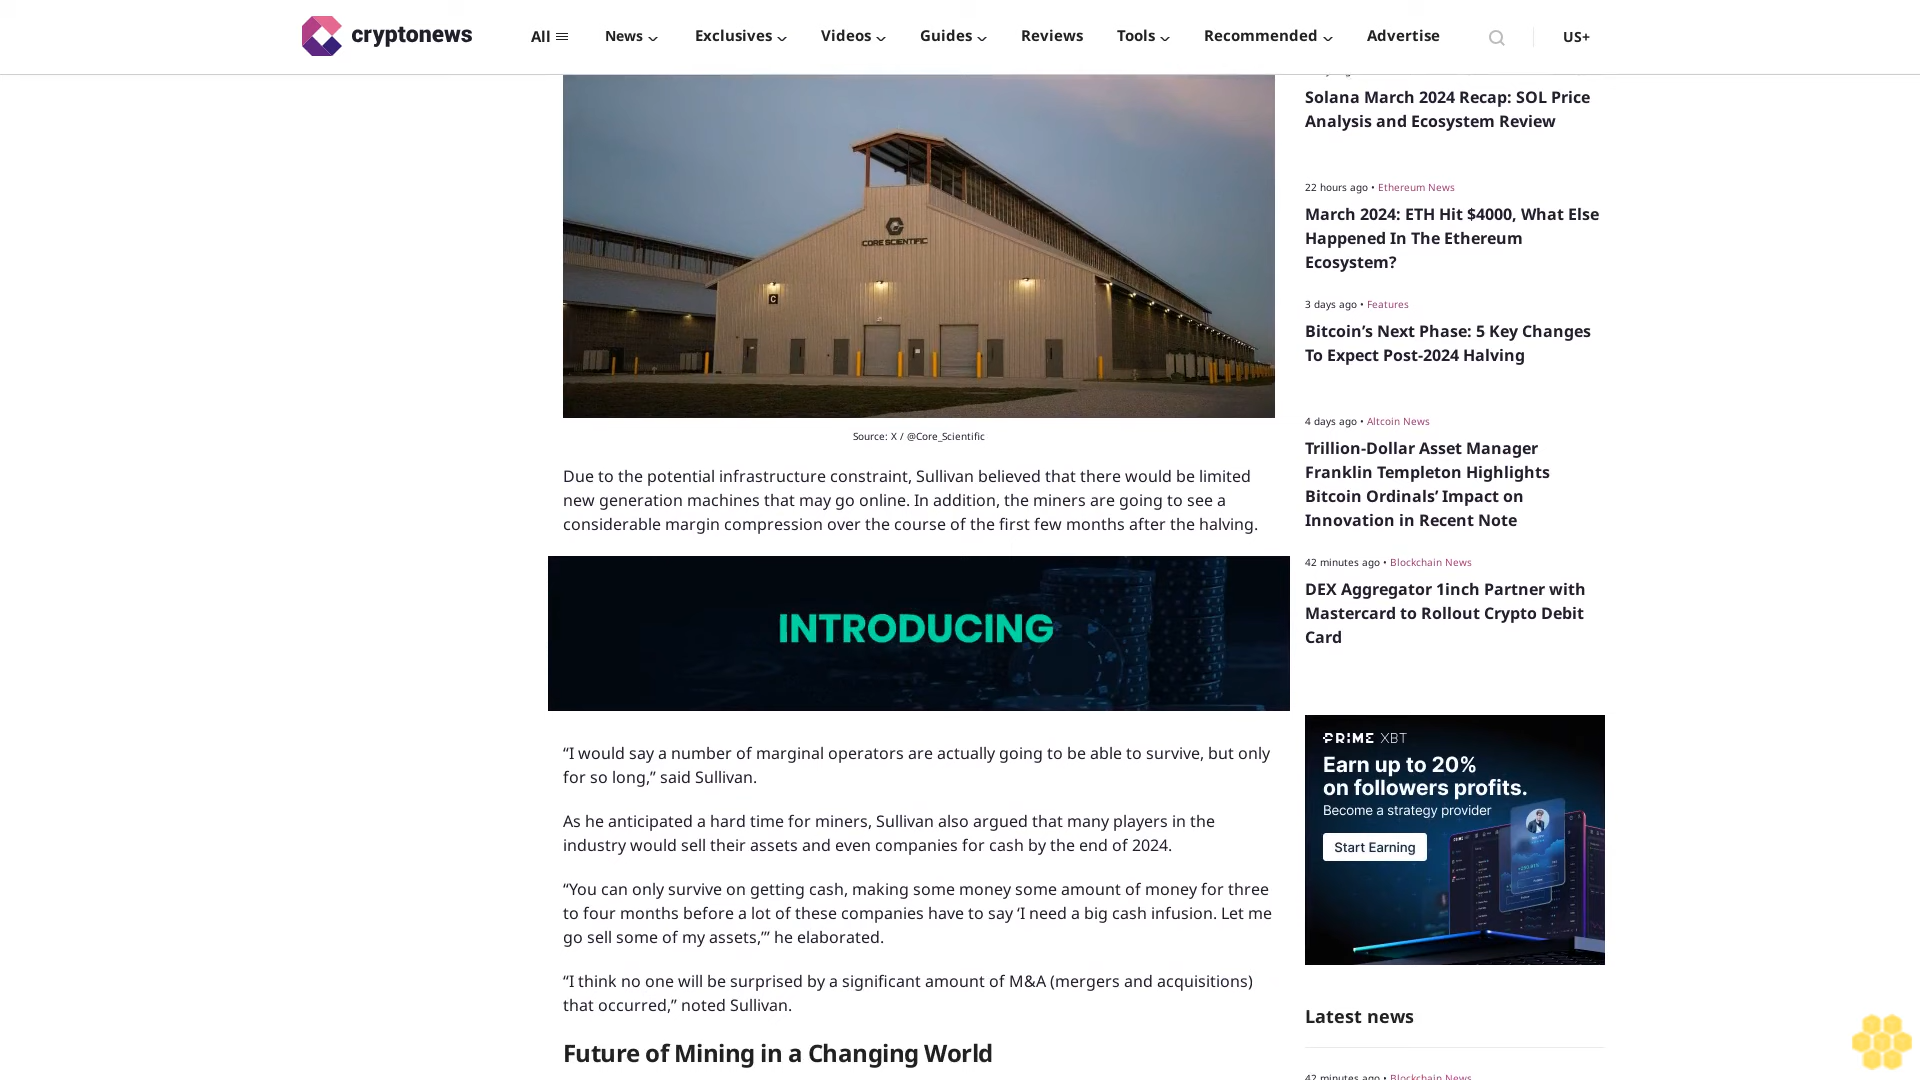 cryptonews
All
News
Exclusives
Videos
Guides
Reviews
Tools
Recommended
Advertise
US+
CORE SCIENTIFIC
C
Source: X / @Core_Scientific
Due to the potential infrastructure constraint, Sullivan believed that there would be limited
new generation machines that may go online. In addition, the miners are going to see a
considerable margin compression over the course of the first few months after the halving.
INTRODUCING
“I would say a number of marginal operators are actually going to be able to survive, but only
for so long,” said Sullivan.
As he anticipated a hard time for miners, Sullivan also argued that many players in the
industry would sell their assets and even companies for cash by the end of 2024.
“You can only survive on getting cash, making some money some amount of money for three
to four months before a lot of these companies have to say ‘I need a big cash infusion. Let me
go sell some of my assets,’” he elaborated.
“I think no one will be surprised by a significant amount of M&A (mergers and acquisitions)
that occurred,” noted Sullivan.
Future of Mining in a Changing World
Solana March 2024 Recap: SOL Price
Analysis and Ecosystem Review
22 hours ago • Ethereum News
March 2024: ETH Hit $4000, What Else
Happened In The Ethereum
Ecosystem?
3 days ago • Features
Bitcoin’s Next Phase: 5 Key Changes
To Expect Post-2024 Halving
4 days ago • Altcoin News
Trillion-Dollar Asset Manager
Franklin Templeton Highlights
Bitcoin Ordinals’ Impact on
Innovation in Recent Note
42 minutes ago • Blockchain News
DEX Aggregator 1inch Partner with
Mastercard to Rollout Crypto Debit
Card
PRIME XBT
Earn up to 20%
on followers profits.
Become a strategy provider
Start Earning
Latest news
42 minutes ago • Blockchain News